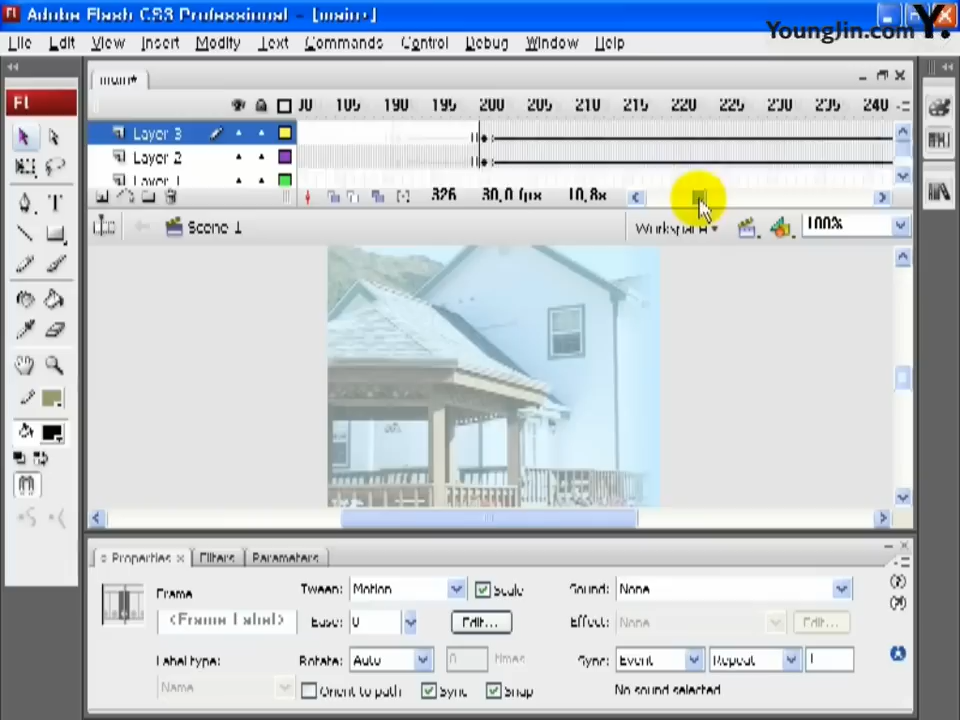 Adobe Flash CS3 Professional - [main*]
YoungJin.com Y.
File Edit View Insert Modify Text Commands Control Debug Window Help
main*
Fl
185 190 195 200 205 210 215 220 225 230 235 240
Layer 3
Layer 2
Layer 1
326 30.0 fps 10.8s
Scene 1
Workspace
100%
Properties Filters Parameters
Frame
Tween: Motion
Scale
Sound: None
<Frame Label>
Ease: 0
Edit...
Effect: None
Edit...
Label type:
Rotate: Auto
0 times
Sync: Event Repeat 1
Name
Orient to path
Sync
Snap
No sound selected